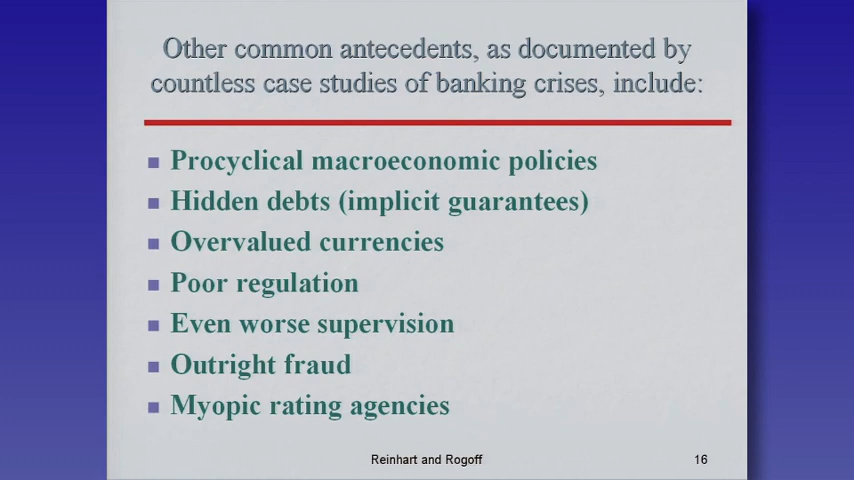 Other common antecedents, as documented by
countless case studies of banking crises, include:
Procyclical macroeconomic policies
Hidden debts (implicit guarantees)
Overvalued currencies
Poor regulation
Even worse supervision
Outright fraud
Myopic rating agencies
Reinhart and Rogoff 16